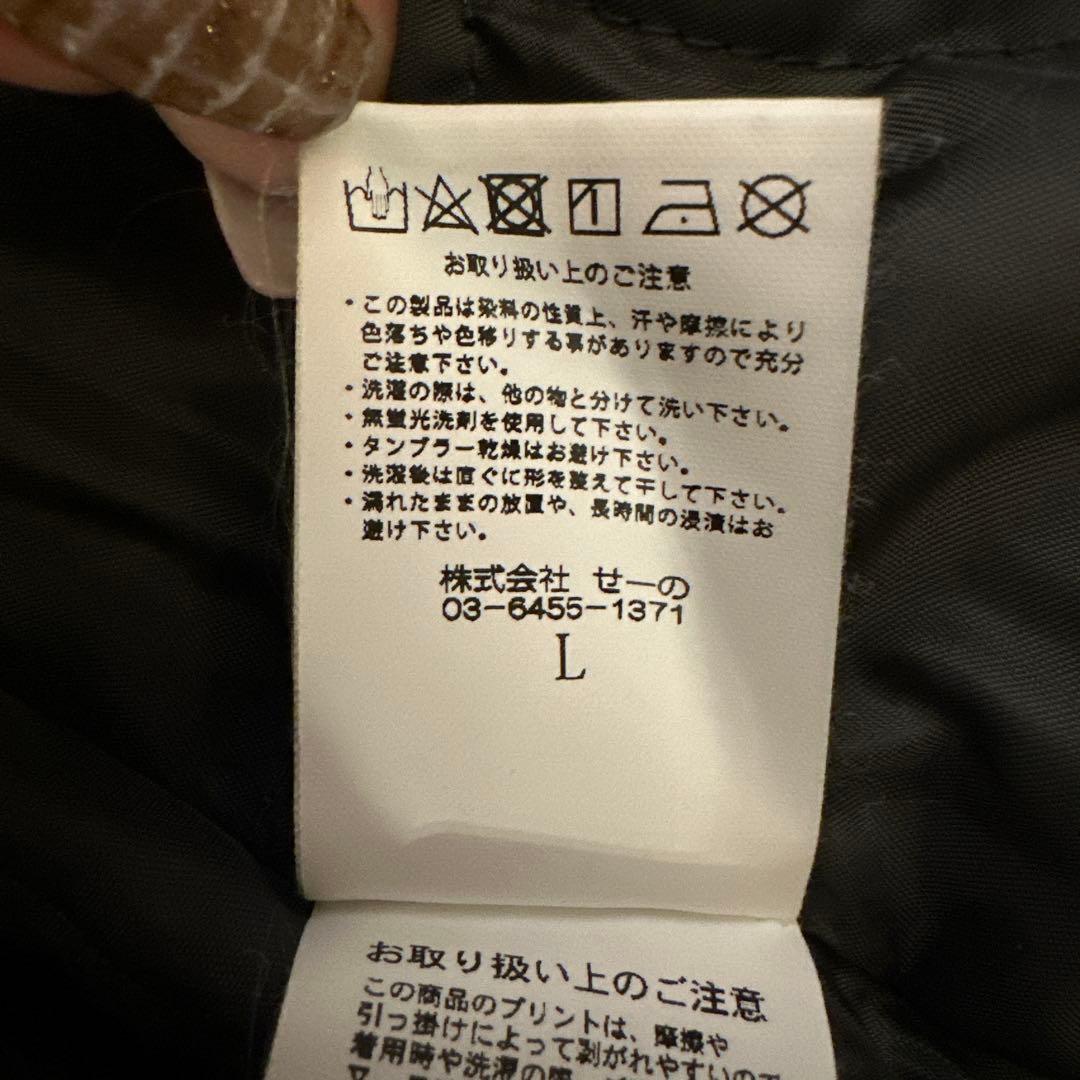 お取り扱い上のご注意
・この製品は染料の性質上、汗や摩擦により
色落ちや色移りする事がありますので充分
ご注意下さい。
・洗濯の際は、他の物と分けて洗い下さい。
・無蛍光洗剤を使用して下さい。
・タンブラー乾燥はお避け下さい。
・洗濯後は直ぐに形を整えて干して下さい。
・濡れたままの放置や、長時間の浸漬はお
避け下さい。
株式会社 せーの
03-6455-1371
L
お取り扱い上のご注意
この商品のプリントは、摩擦や
引っ掛けによって剥がれやすいので
着用時や洗濯の際、